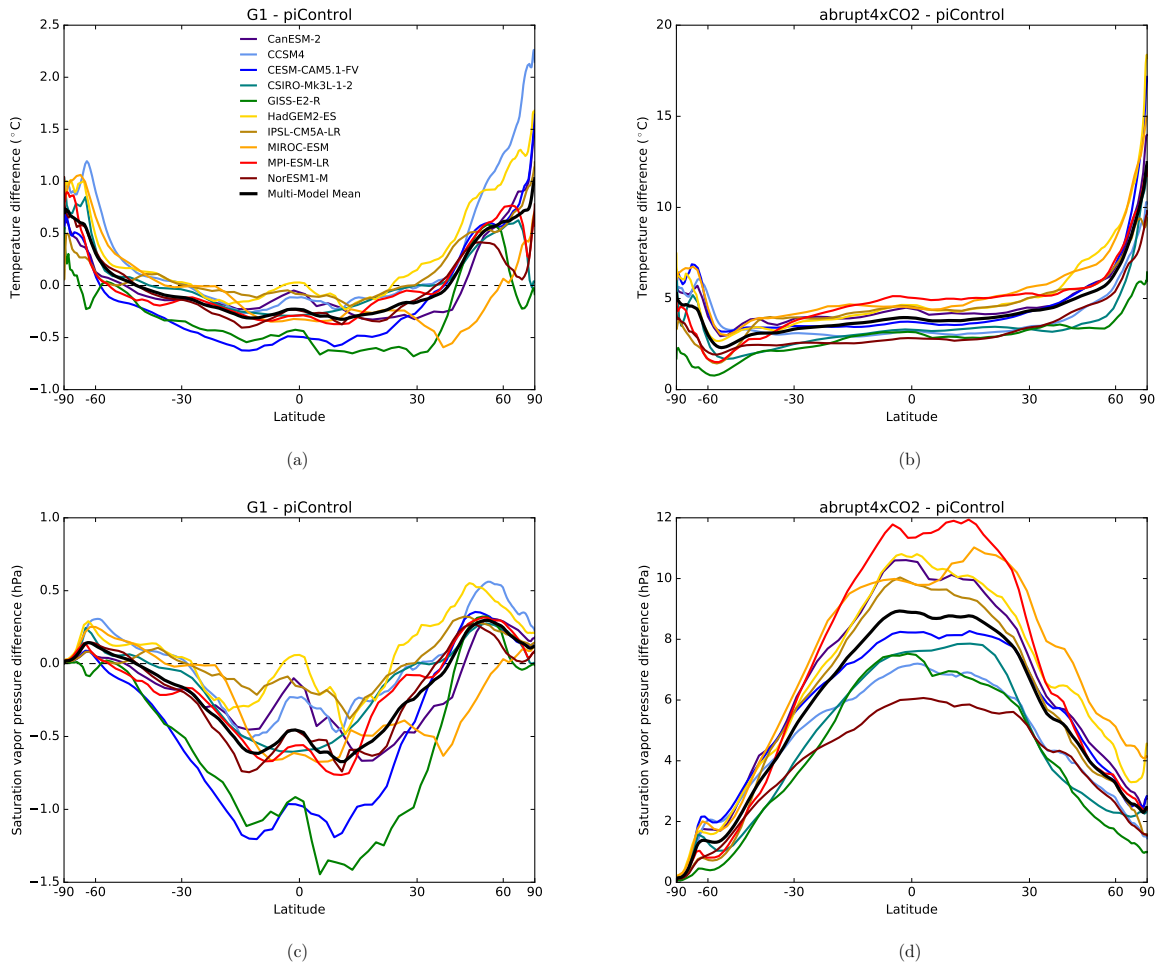 G1 - piControl
Temperature difference (°C)
2.5
2.0
1.5
1.0
0.5
0.0
−0.5
−1.0
CanESM-2
CCSM4
CESM-CAM5.1-FV
CSIRO-Mk3L-1-2
GISS-E2-R
HadGEM2-ES
IPSL-CM5A-LR
MIROC-ESM
MPI-ESM-LR
NorESM1-M
Multi-Model Mean
-90 -60 -30 0 30 60 90
Latitude
(a)
abrupt4xCO2 - piControl
Temperature difference (°C)
20
15
10
5
0
-90 -60 -30 0 30 60 90
Latitude
(b)
G1 - piControl
Saturation vapor pressure difference (hPa)
1.0
0.5
0.0
−0.5
−1.0
−1.5
-90 -60 -30 0 30 60 90
Latitude
(c)
abrupt4xCO2 - piControl
Saturation vapor pressure difference (hPa)
12
10
8
6
4
2
0
-90 -60 -30 0 30 60 90
Latitude
(d)